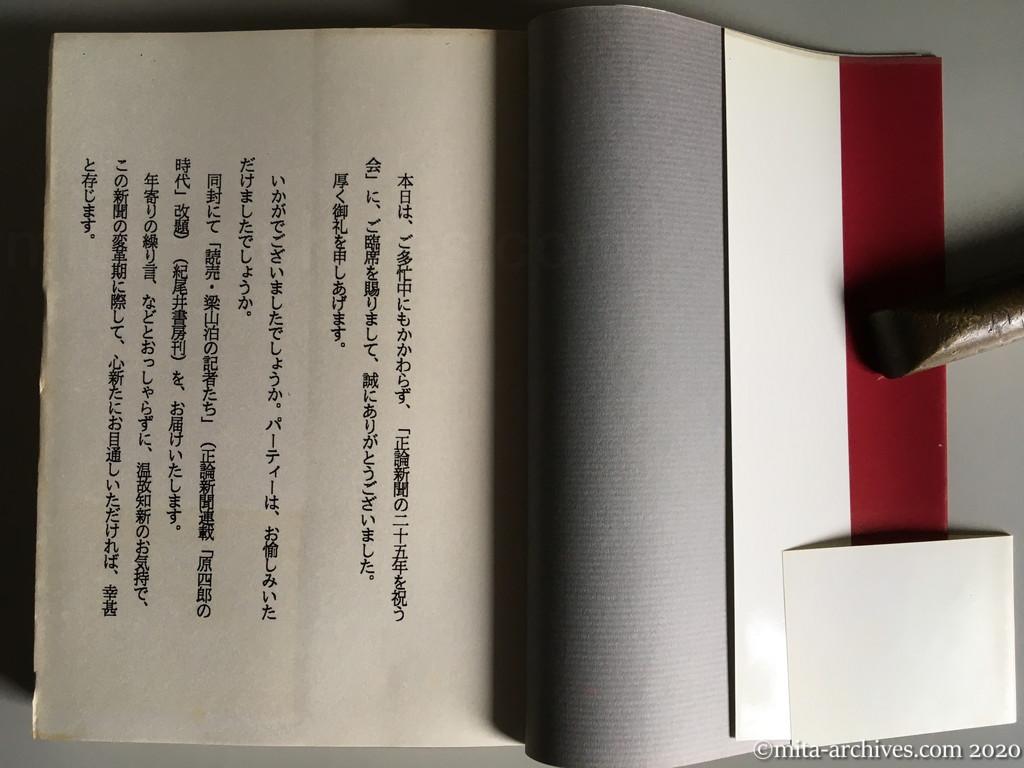 本日は、ご多忙中にもかかわらず、「正論新聞の二十五年を祝う
会」に、ご臨席を賜りまして、誠にありがとうございました。
厚く御礼を申しあげます。
いかがでございましたでしょうか。パーティーは、お愉しみいた
だけましたでしょうか。
同封にて「読売・梁山泊の記者たち」（正論新聞連載「原四郎の
時代」改題）（紀尾井書房刊）を、お届けいたします。
年寄りの繰り言、などとおっしゃらずに、温故知新のお気持で、
この新聞の変革期に際して、心新たにお目通しいただければ、幸甚
と存じます。
©mita-archives.com 2020